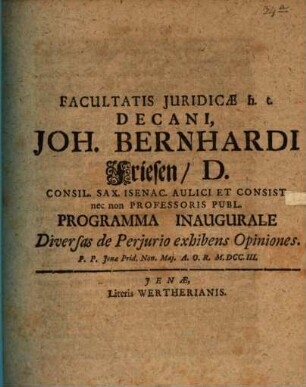 FACULTATIS JURIDICÆ h. t.
DECANI,
JOH. BERNHARDI
Friesen/ D.
CONSIL. SAX. ISENAC. AULICI ET CONSIST
nec non PROFESSORIS PUBL.
PROGRAMMA INAUGURALE
Diversas de Perjurio exhibens Opiniones.
P. P. Jenæ Prid. Non. Maj. A. O. R. M.DCC.III.
JENÆ,
Literis WERTHERIANIS.